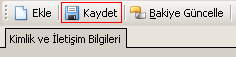 Ekle Kaydet Bakiye Güncelle
Kimlik ve İletişim Bilgileri